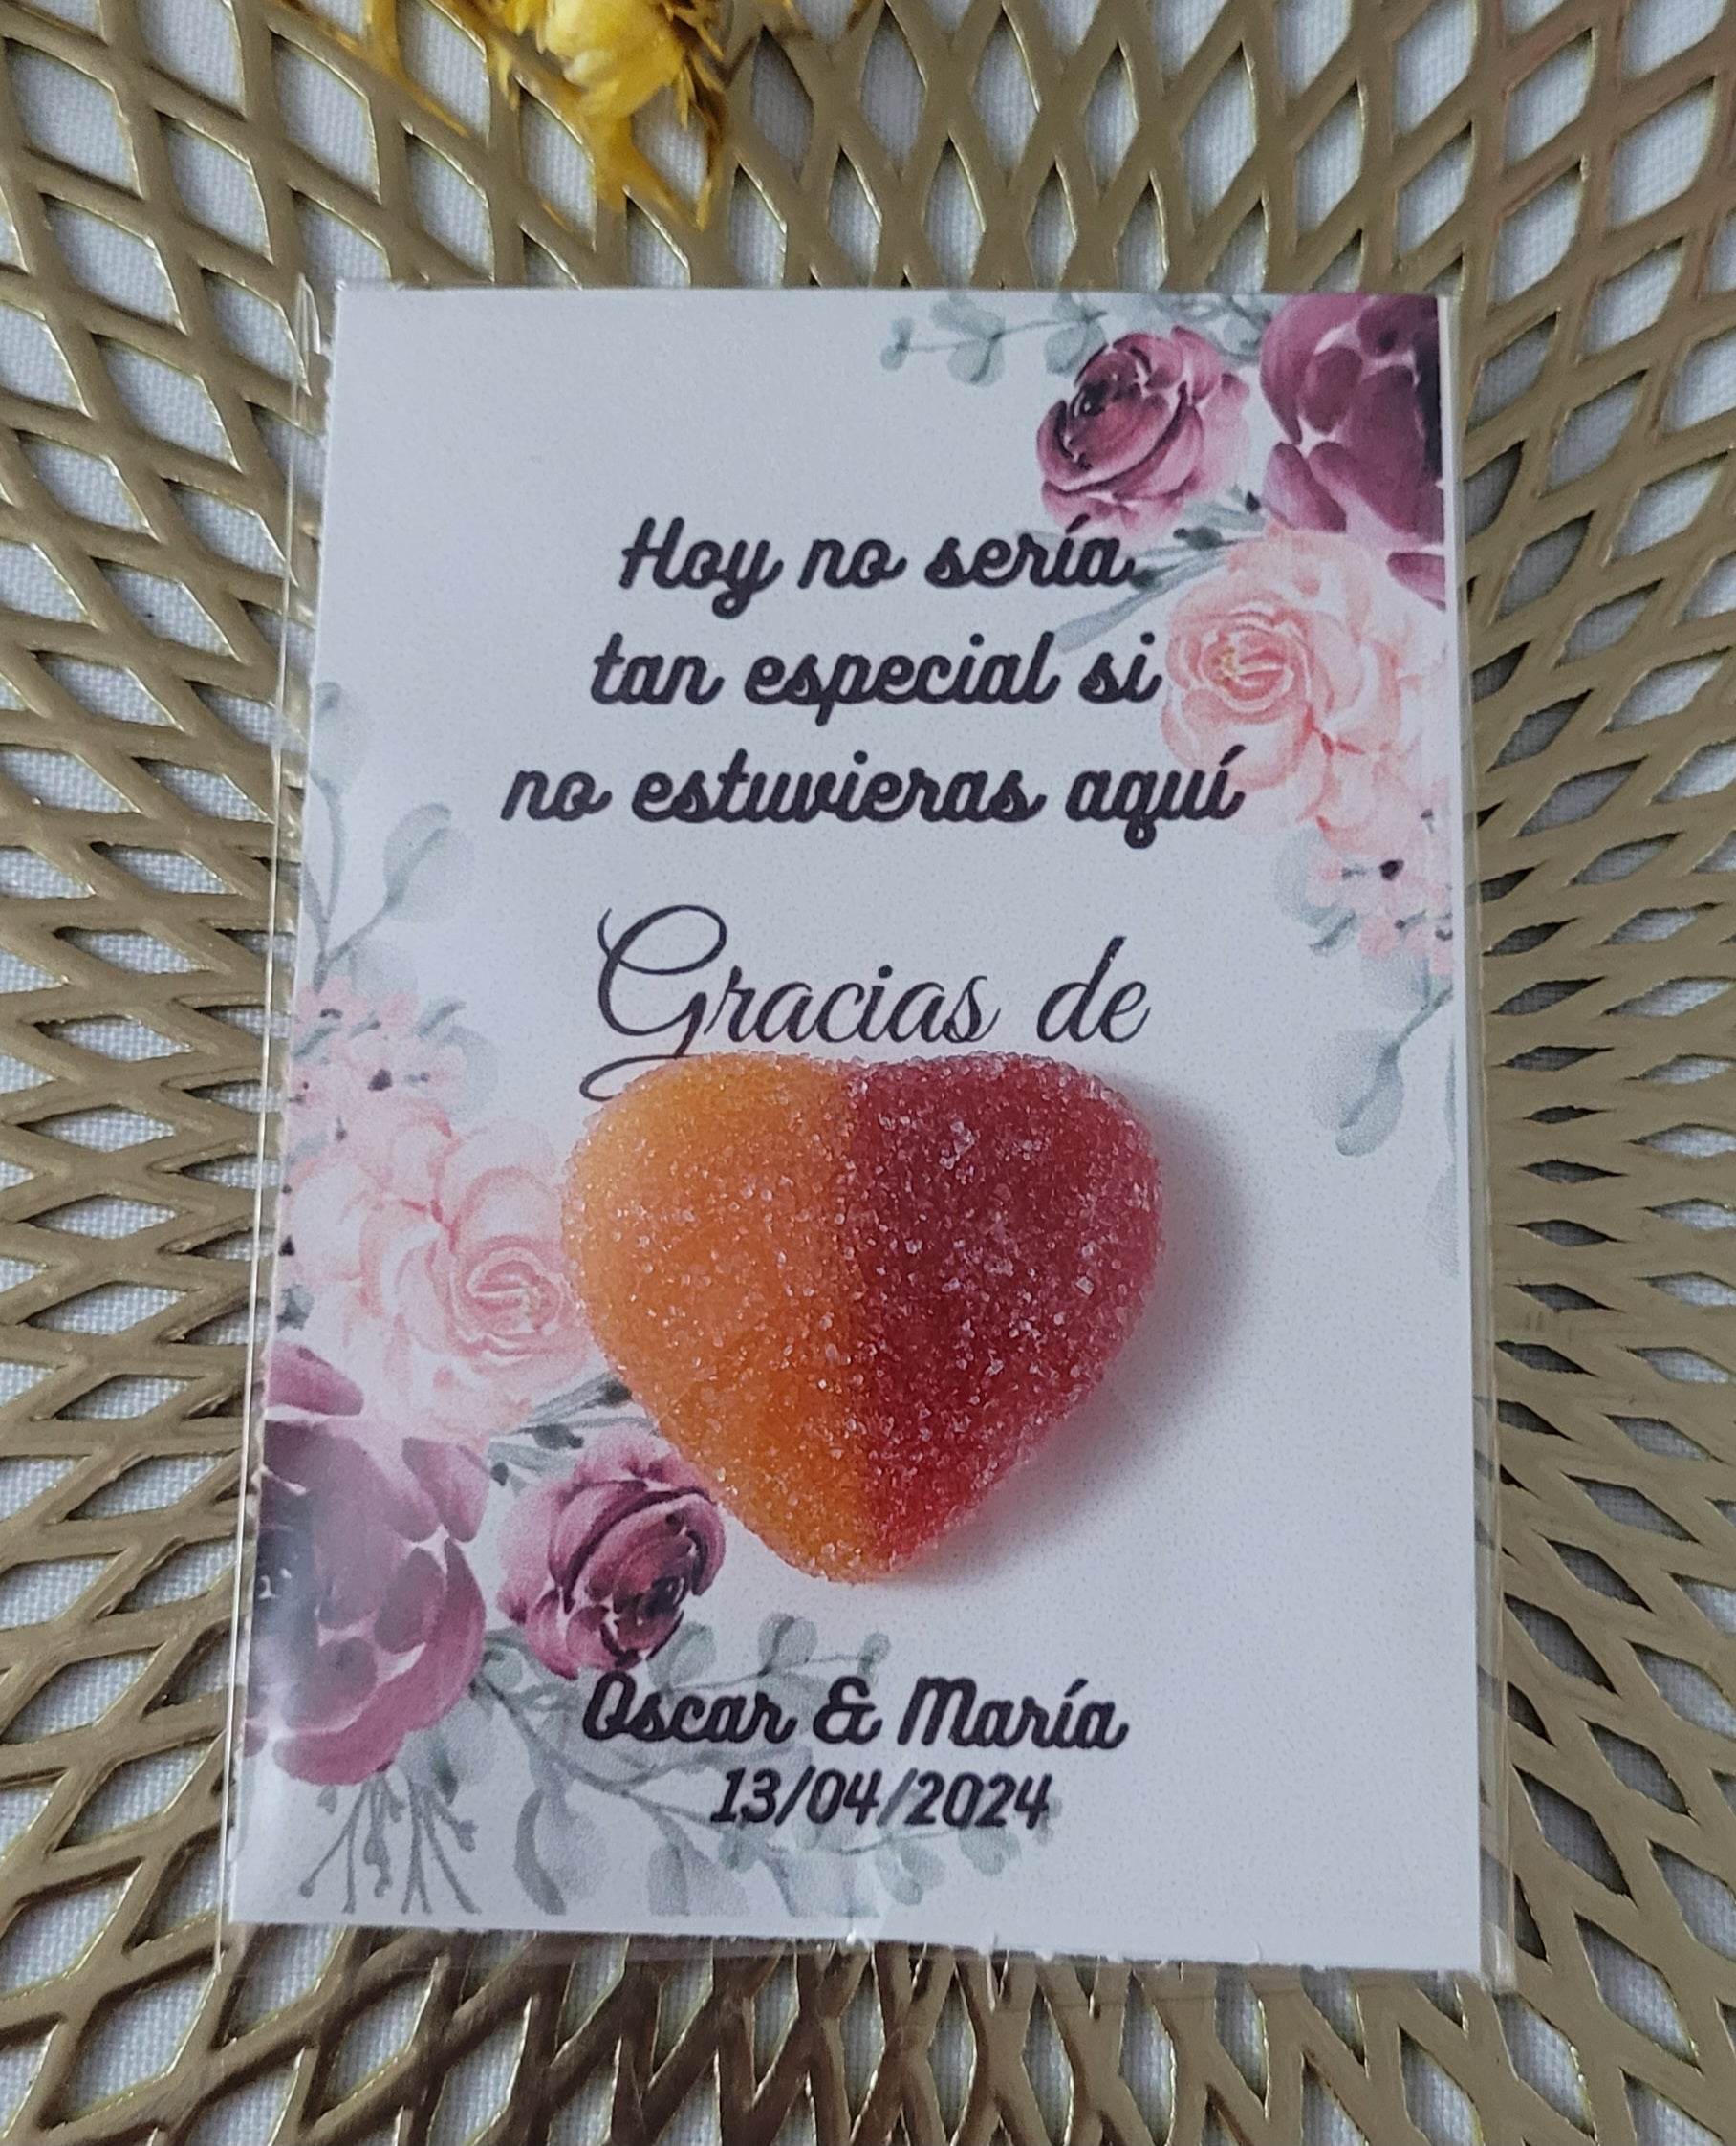 Hoy no sería
tan especial si
no estuvieras aquí
Gracias de
Oscar & María
13/04/2024